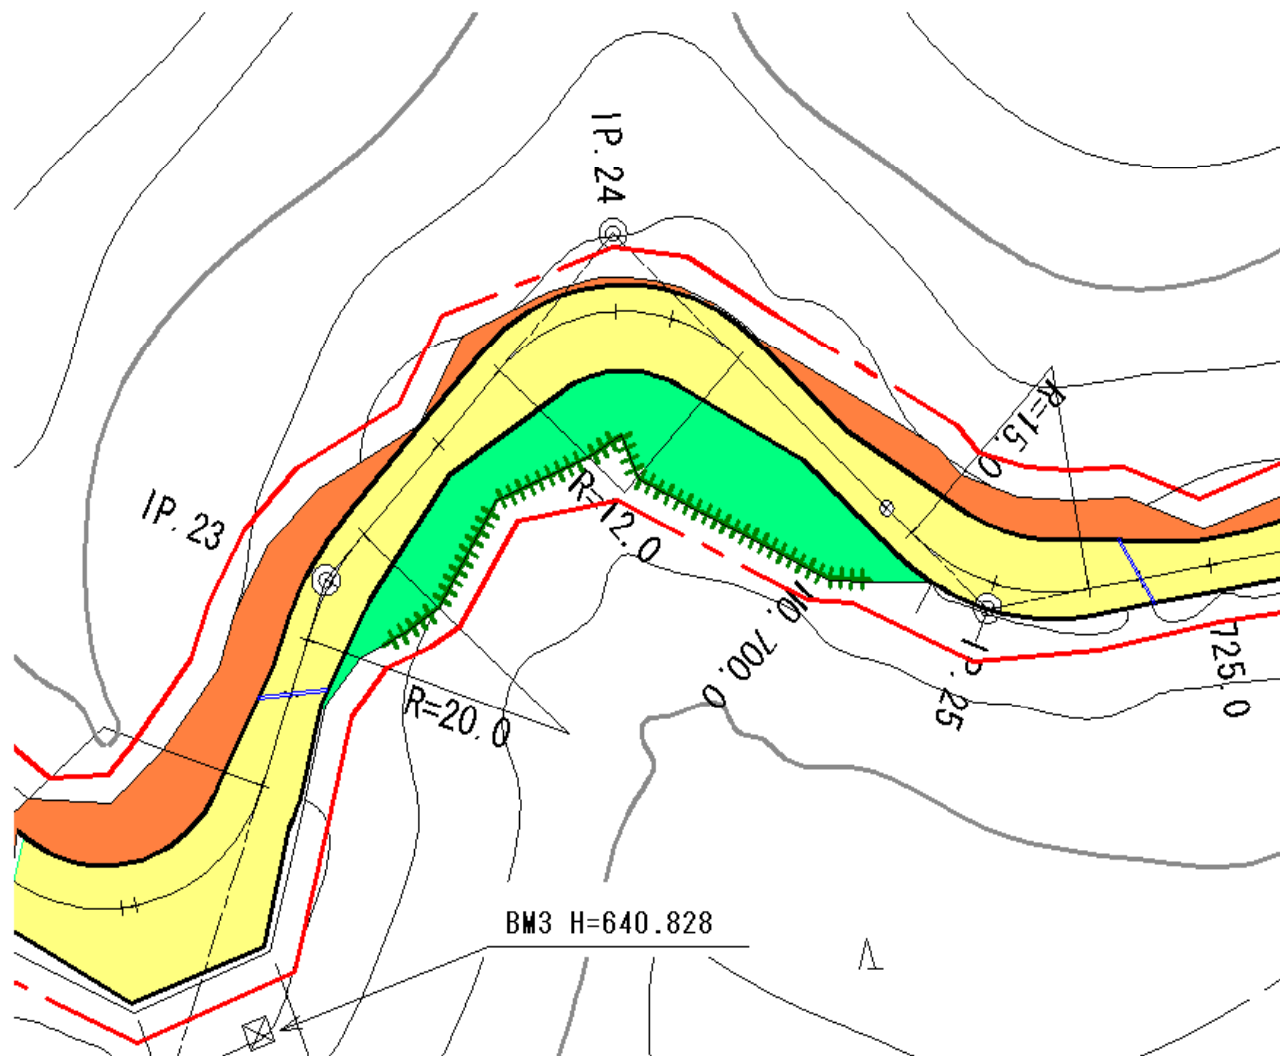 IP. 24
R=15. 0
IP. 23
R=12. 0
NO. 700. 0
IP. 25
725. 0
R=20. 0
BM3 H=640.828